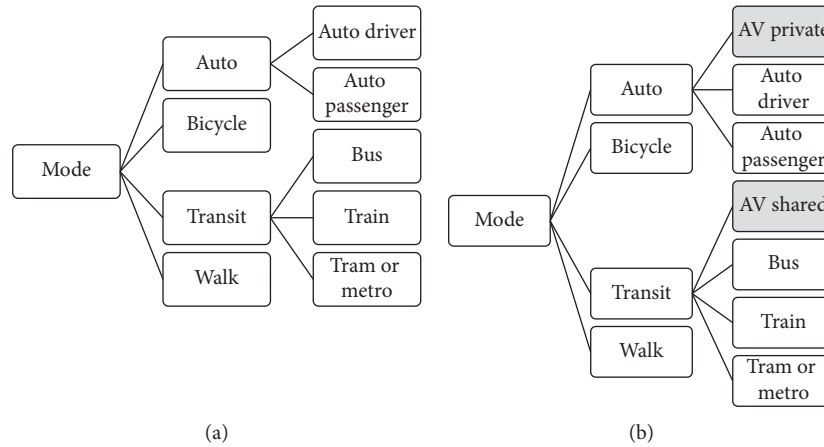 Mode
Auto
Bicycle
Transit
Walk
Auto driver
Auto
passenger
Bus
Train
Tram or
metro
(a)
Mode
Auto
Bicycle
Transit
Walk
AV private
Auto
driver
Auto
passenger
AV shared
Bus
Train
Tram or
metro
(b)